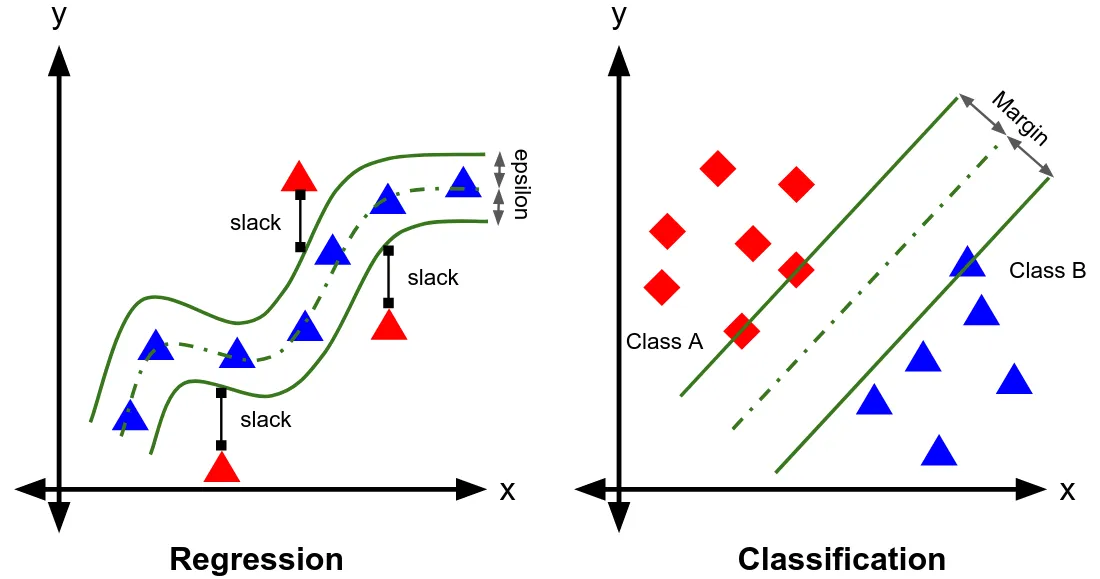 y
epsilon
slack
slack
slack
x
Regression
y
Margin
Class B
Class A
x
Classification